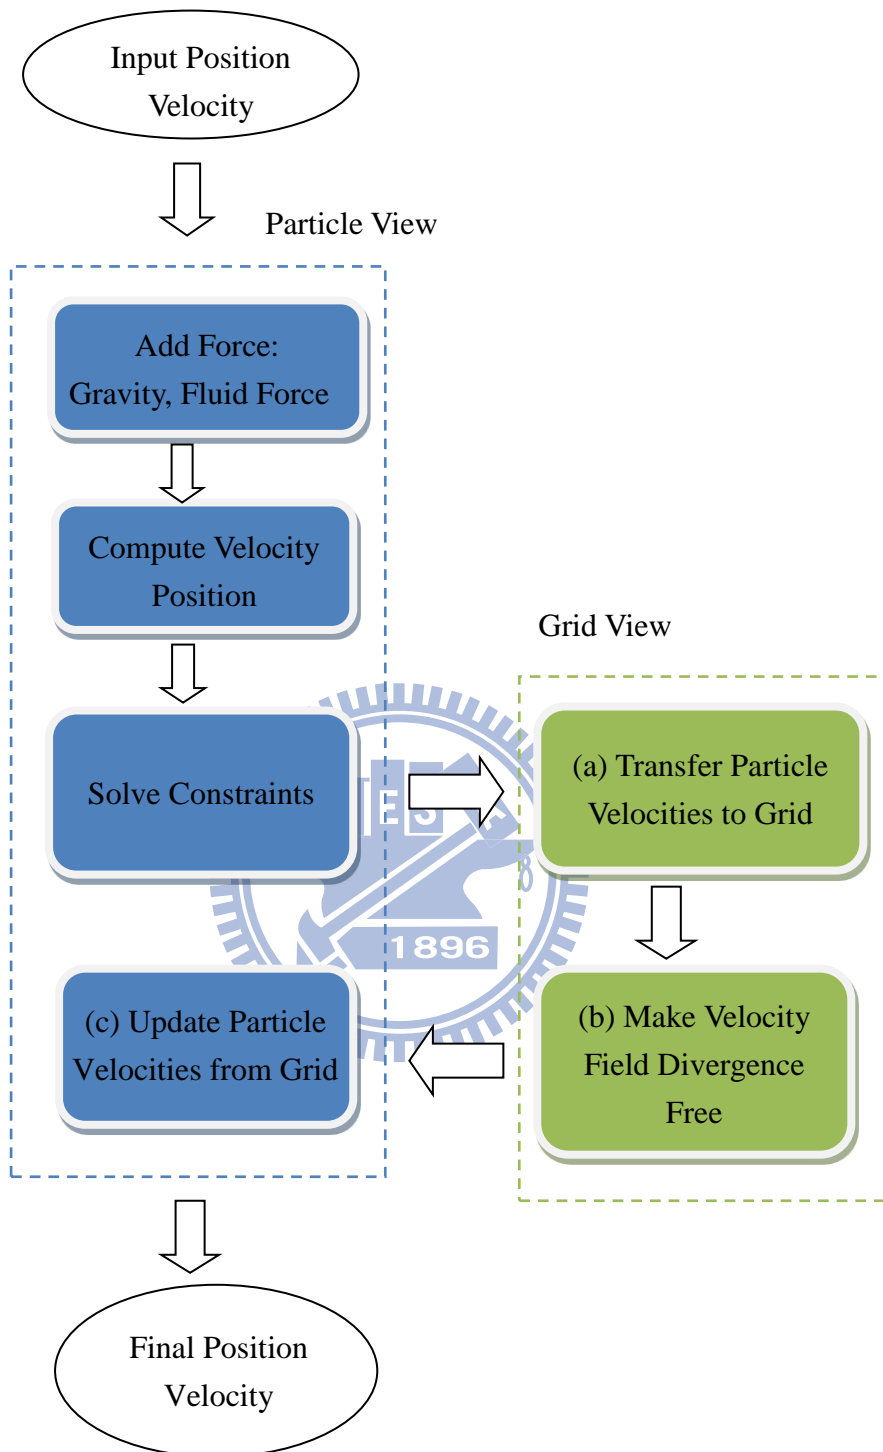 Input Position
Velocity
Particle View
Add Force:
Gravity, Fluid Force
Compute Velocity
Position
Solve Constraints
Grid View
(a) Transfer Particle
Velocities to Grid
(b) Make Velocity
Field Divergence
Free
(c) Update Particle
Velocities from Grid
E S
1896
Final Position
Velocity